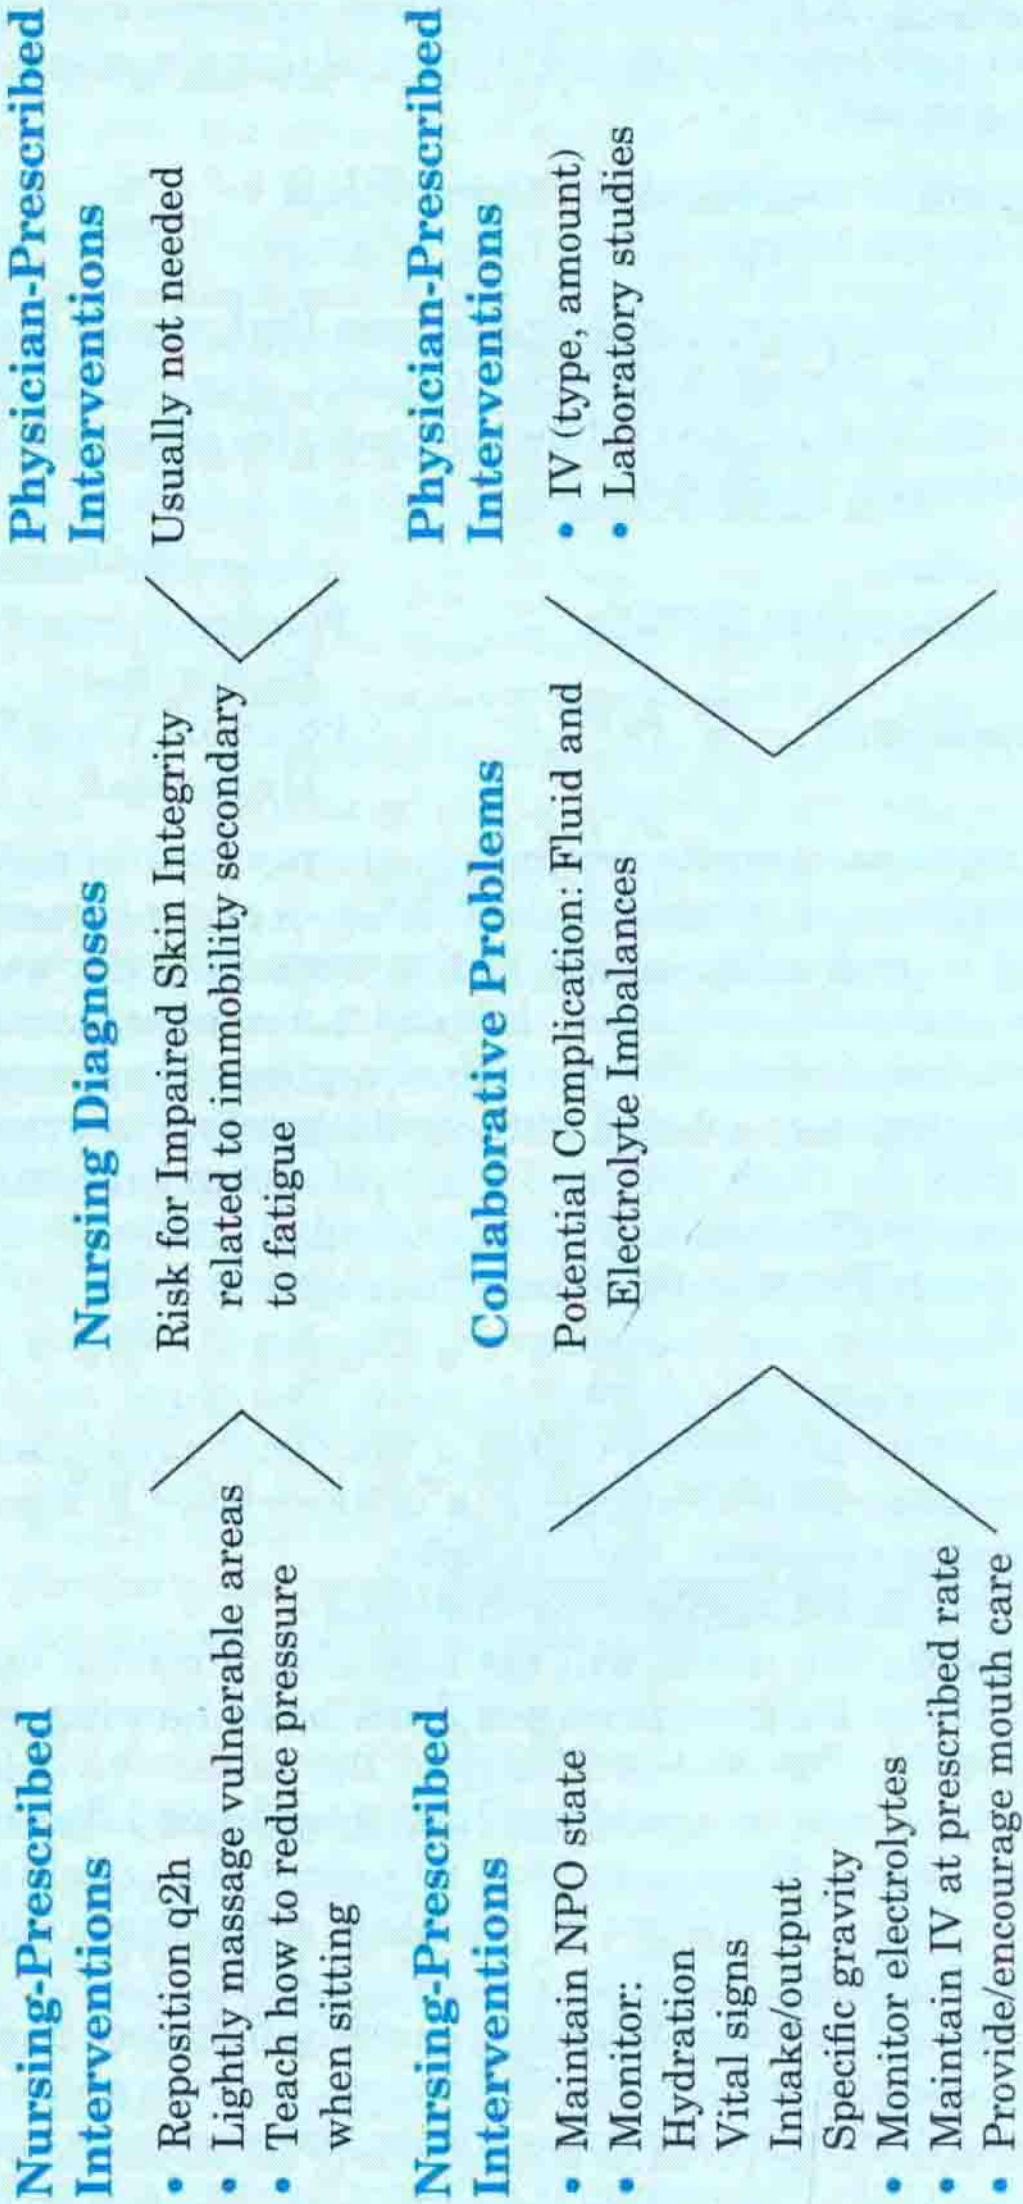 Nursing-Prescribed
Interventions
• Reposition q2h
• Lightly massage vulnerable areas
• Teach how to reduce pressure
when sitting
Nursing Diagnoses
Risk for Impaired Skin Integrity
related to immobility secondary
to fatigue
Physician-Prescribed
Interventions
Usually not needed
Nursing-Prescribed
Interventions
• Maintain NPO state
• Monitor:
Hydration
Vital signs
Intake/output
Specific gravity
• Monitor electrolytes
• Maintain IV at prescribed rate
• Provide/encourage mouth care
Collaborative Problems
Potential Complication: Fluid and
Electrolyte Imbalances
Physician-Prescribed
Interventions
• IV (type, amount)
• Laboratory studies